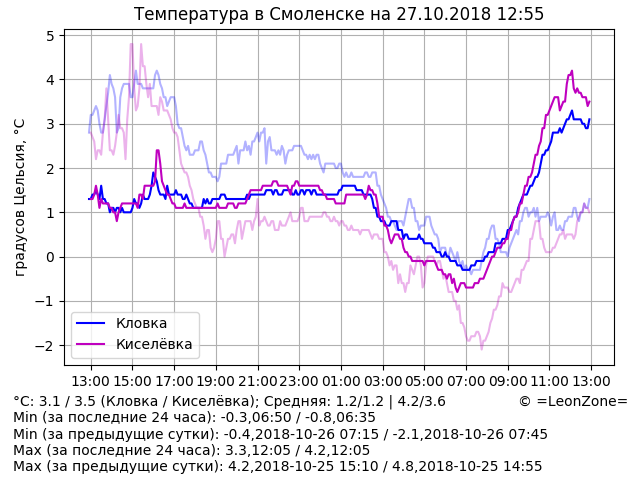 Температура в Смоленске на 27.10.2018 12:55
градусов Цельсия, °C
5
4
3
2
1
0
−1
−2
Кловка
Киселёвка
13:00 15:00 17:00 19:00 21:00 23:00 01:00 03:00 05:00 07:00 09:00 11:00 13:00
°C: 3.1 / 3.5 (Кловка / Киселёвка); Средняя: 1.2/1.2 | 4.2/3.6 © =LeonZone=
Min (за последние 24 часа): -0.3,06:50 / -0.8,06:35
Min (за предыдущие сутки): -0.4,2018-10-26 07:15 / -2.1,2018-10-26 07:45
Max (за последние 24 часа): 3.3,12:05 / 4.2,12:05
Max (за предыдущие сутки): 4.2,2018-10-25 15:10 / 4.8,2018-10-25 14:55